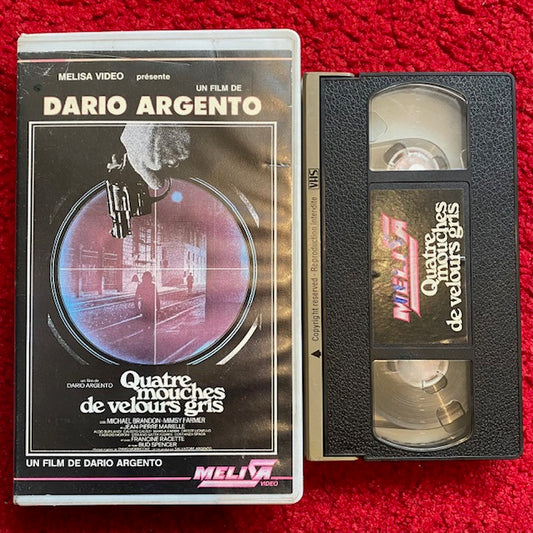 MELISA VIDEO présente
UN FILM DE
DARIO ARGENTO
un film de
DARIO ARGENTO
Quatre
mouches
de velours gris
avec MICHAEL BRANDON • MIMSY FARMER
JEAN-PIERRE MARIELLE
FRANCINE RACETTE
BUD SPENCER
UN FILM DE DARIO ARGENTO
MELISA
VIDEO
VHS
Copyright reserved - Reproduction interdite
MELISA
Quatre
mouches
de velours gris